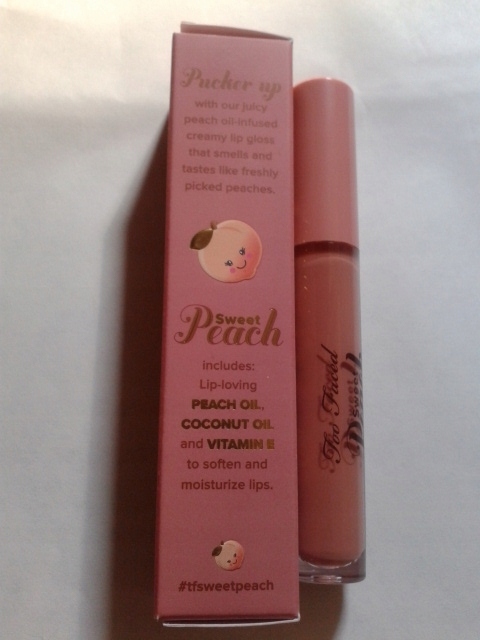 Pucker up
with our juicy
peach oil-infused
creamy lip gloss
that smells and
tastes like freshly
picked peaches.
Sweet
Peach
includes:
Lip-loving
PEACH OIL,
COCONUT OIL
and VITAMIN E
to soften and
moisturize lips.
#tfsweetpeach
Too Faced
Sweet